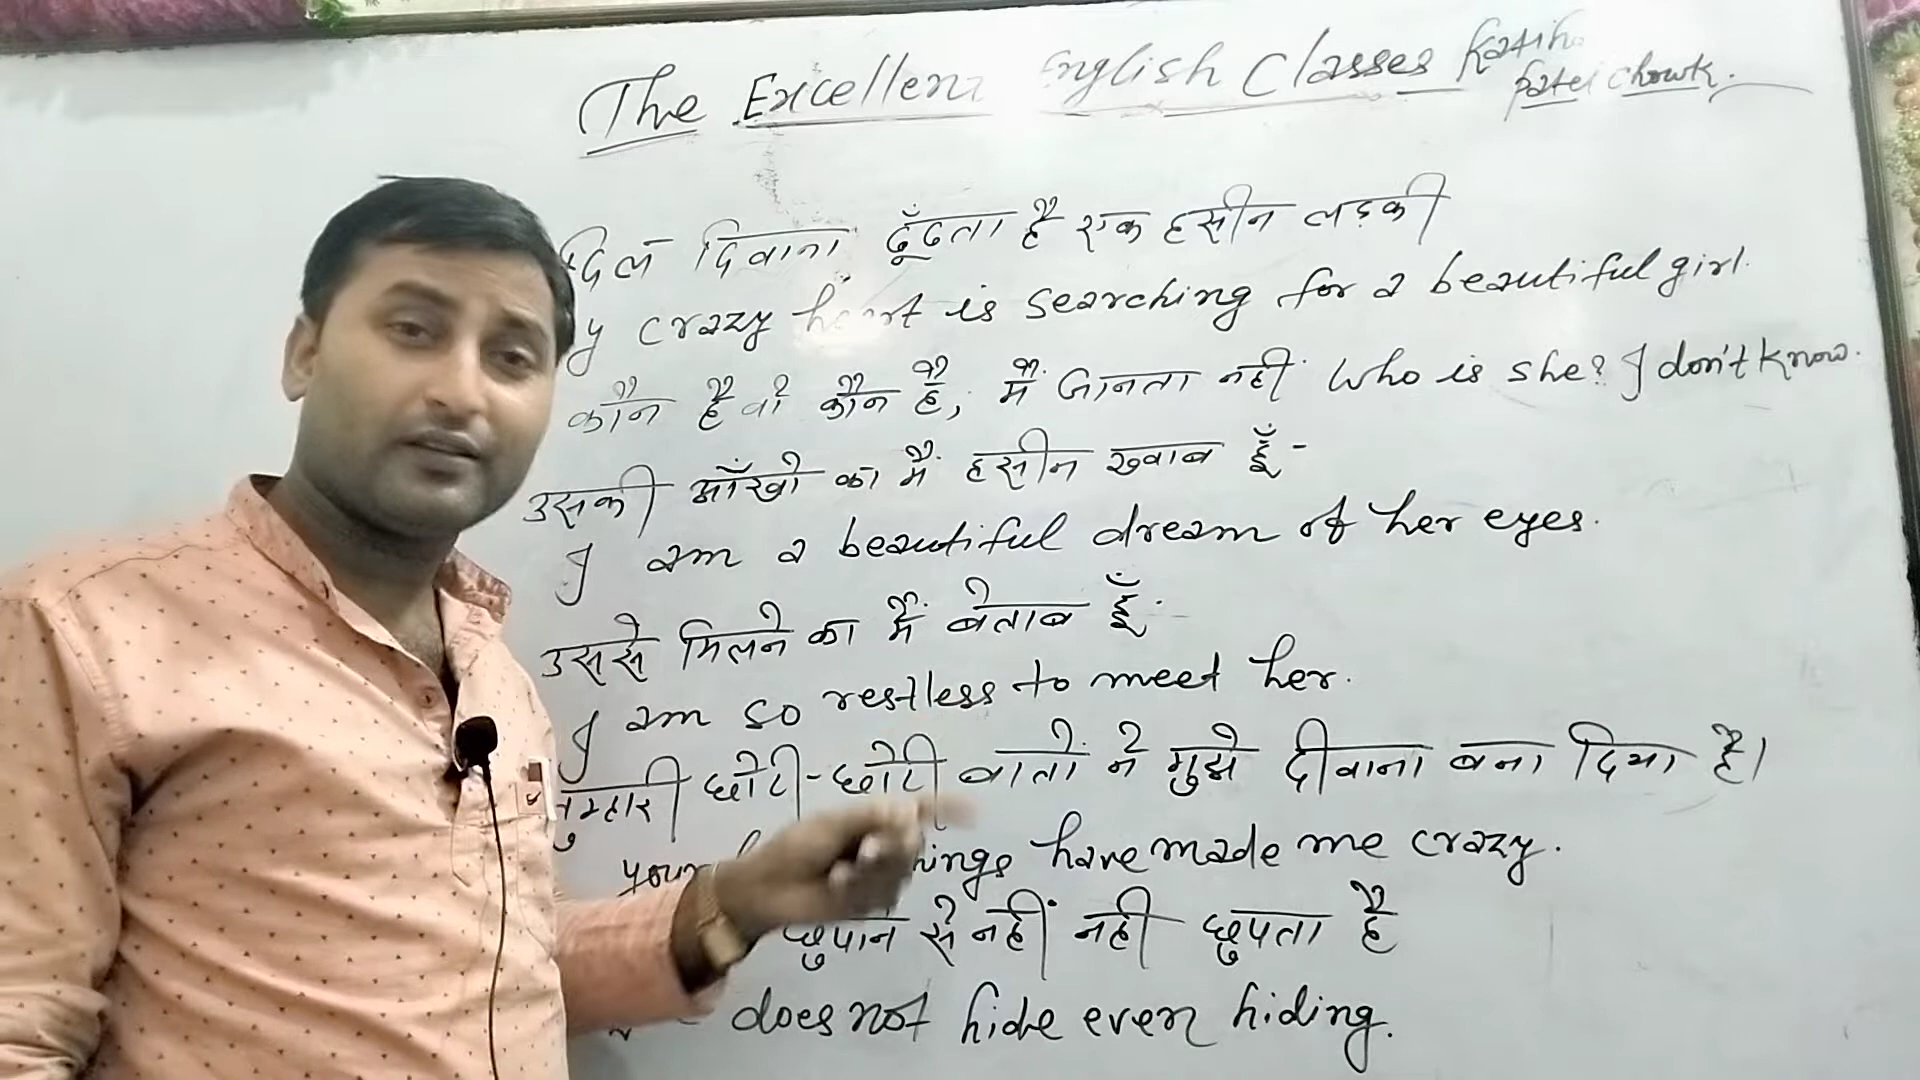 The Excellent English Classes
Patel chowk.
दिल दिवाना ढूँढता है एक हसीन लड़की
crazy heart is searching for a beautiful girl.
कौन है वो कौन है, मैं जानता नहीं Who is she? I don't know.
उसकी आँखो का मैं हसीन ख्वाब हूँ-
I am a beautiful dream of her eyes.
उससे मिलने का मैं बेताब हूँ.
I am so restless to meet her.
तुम्हारी छोटी-छोटी बातों ने मुझे दीवाना बना दिया है।
your things have made me crazy.
छुपाने से नहीं नही छुपता है
does not hide even hiding.